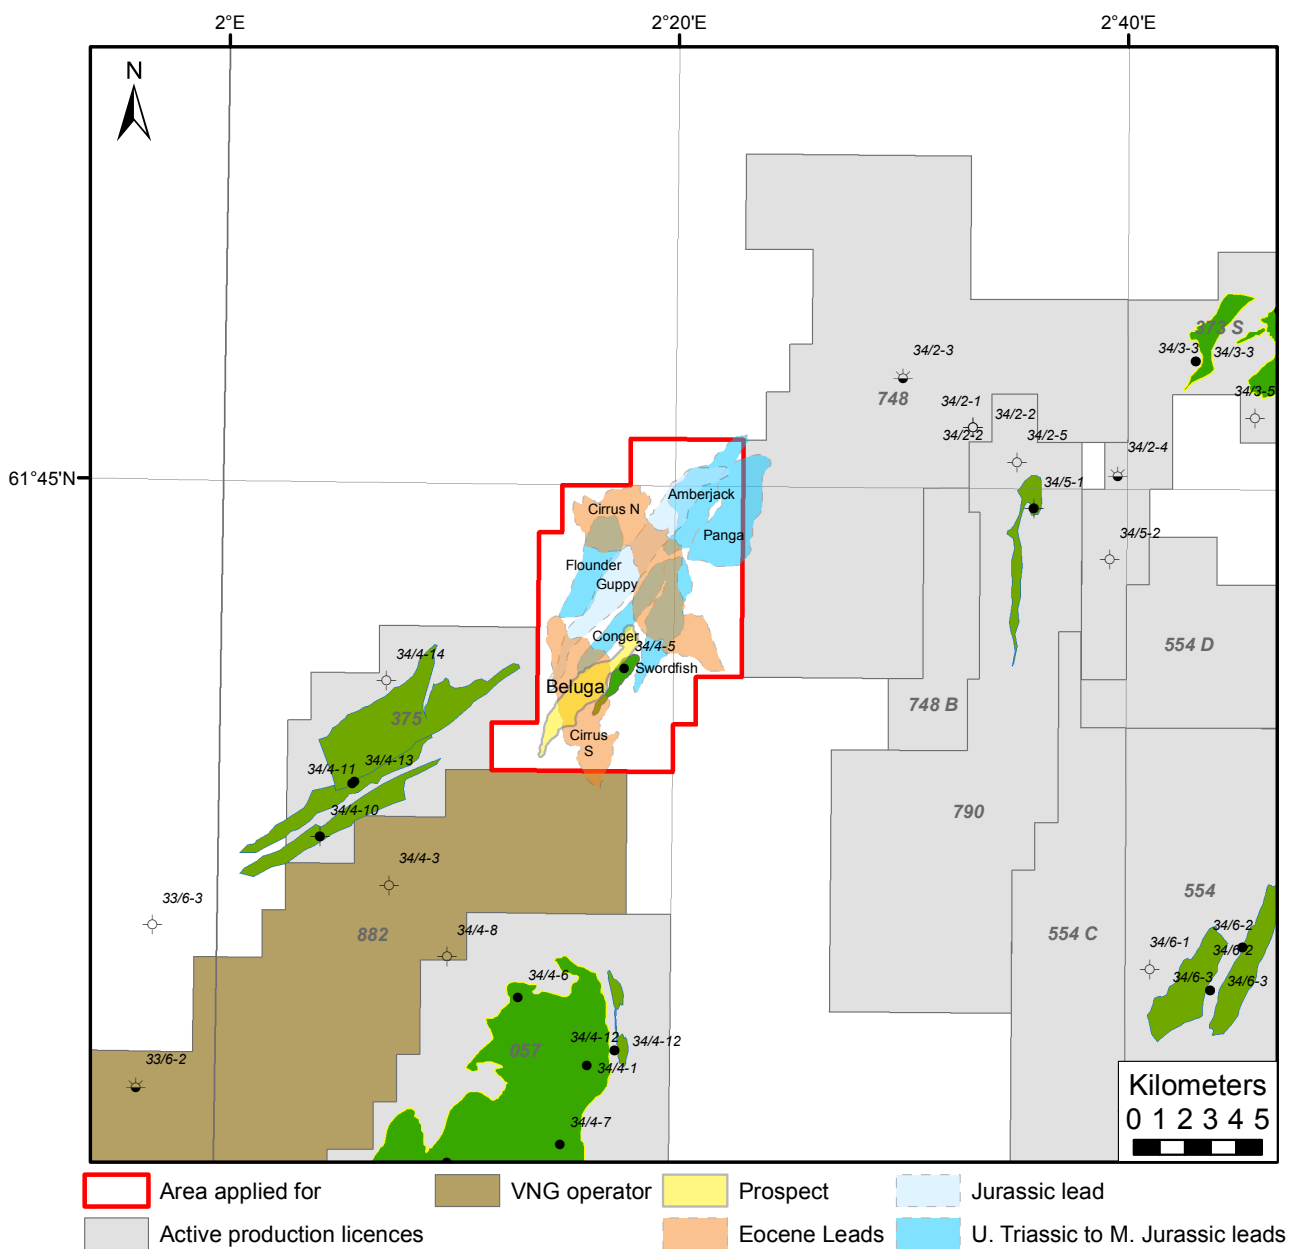 2°E
2°20'E
2°40'E
N
61°45'N
373 S
34/3-3
34/3-3
34/3-5
34/2-3
748
34/2-1
34/2-2
34/2-2
34/2-5
34/2-4
34/5-1
34/5-2
Amberjack
Cirrus N
Panga
Flounder
Guppy
Conger
34/4-5
Swordfish
Beluga
Cirrus
S
554 D
748 B
34/4-14
375
34/4-13
34/4-11
34/4-10
790
34/4-3
33/6-3
882
34/4-8
554
554 C
34/6-2
34/6-1
34/6-2
34/6-3
34/6-3
34/4-6
34/4-12
34/4-12
057
34/4-1
33/6-2
34/4-7
Kilometers
0 1 2 3 4 5
Area applied for
VNG operator
Prospect
Jurassic lead
Active production licences
Eocene Leads
U. Triassic to M. Jurassic leads